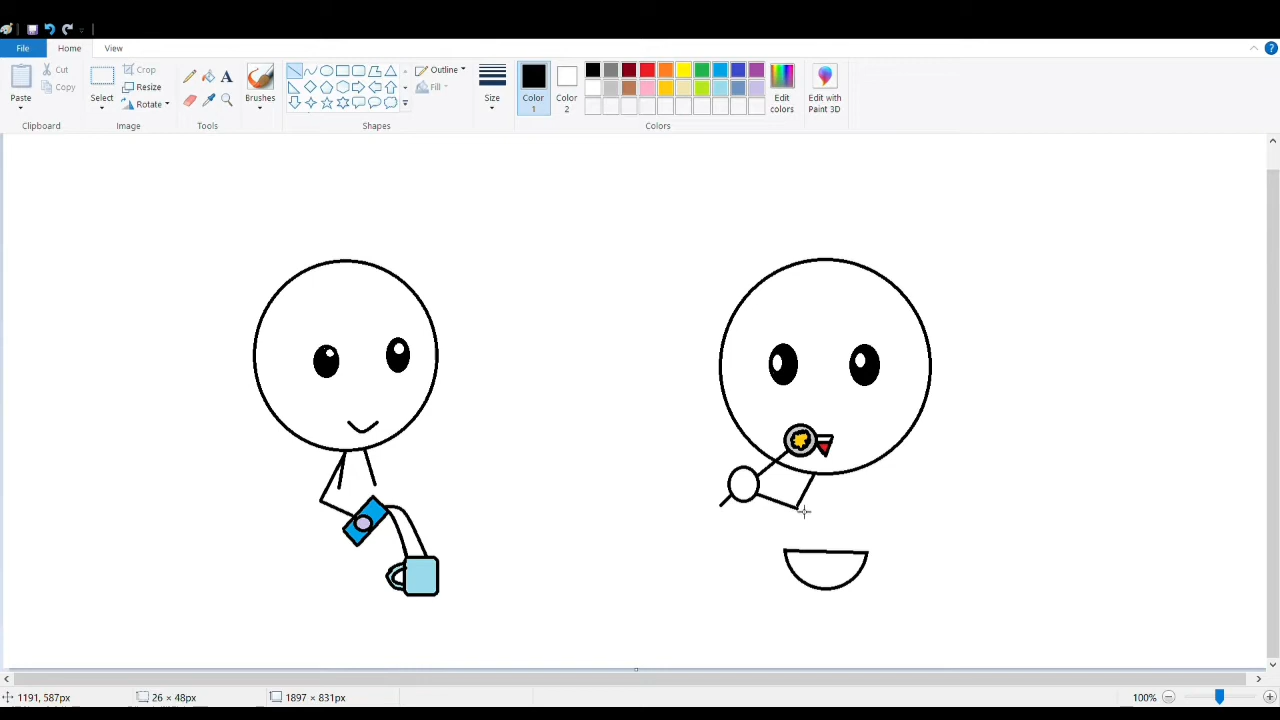 File Home View
Paste
Cut
Copy
Clipboard
Select
Crop
Resize
Rotate
Image
A
Tools
Brushes
Outline
Fill
Shapes
Size
Color
1
Color
2
Edit
colors
Colors
Edit with
Paint 3D
?
1191, 587px 26 × 48px 1897 × 831px 100%